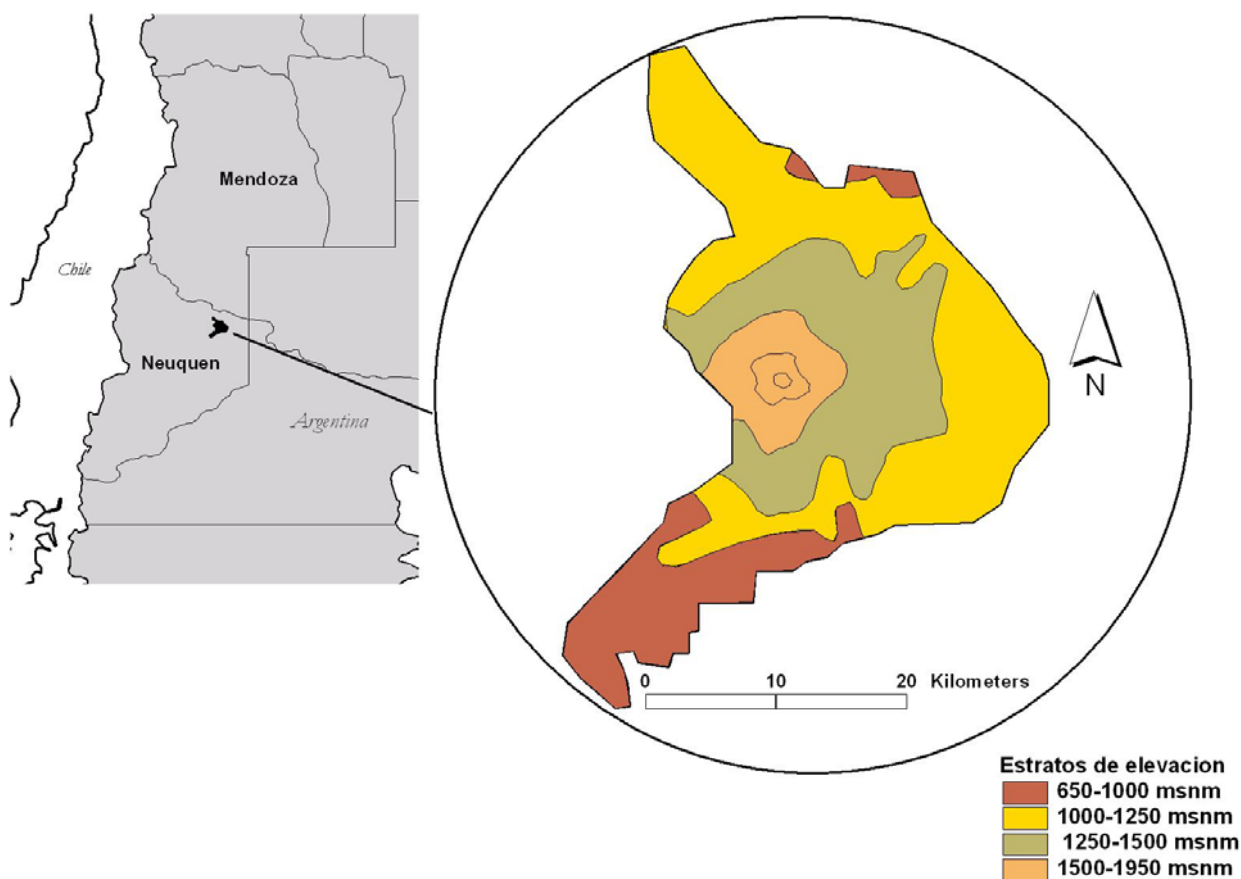 Mendoza
Chile
Neuquen
Argentina
N
0 10 20 Kilometers
Estratos de elevacion
650-1000 msnm
1000-1250 msnm
1250-1500 msnm
1500-1950 msnm